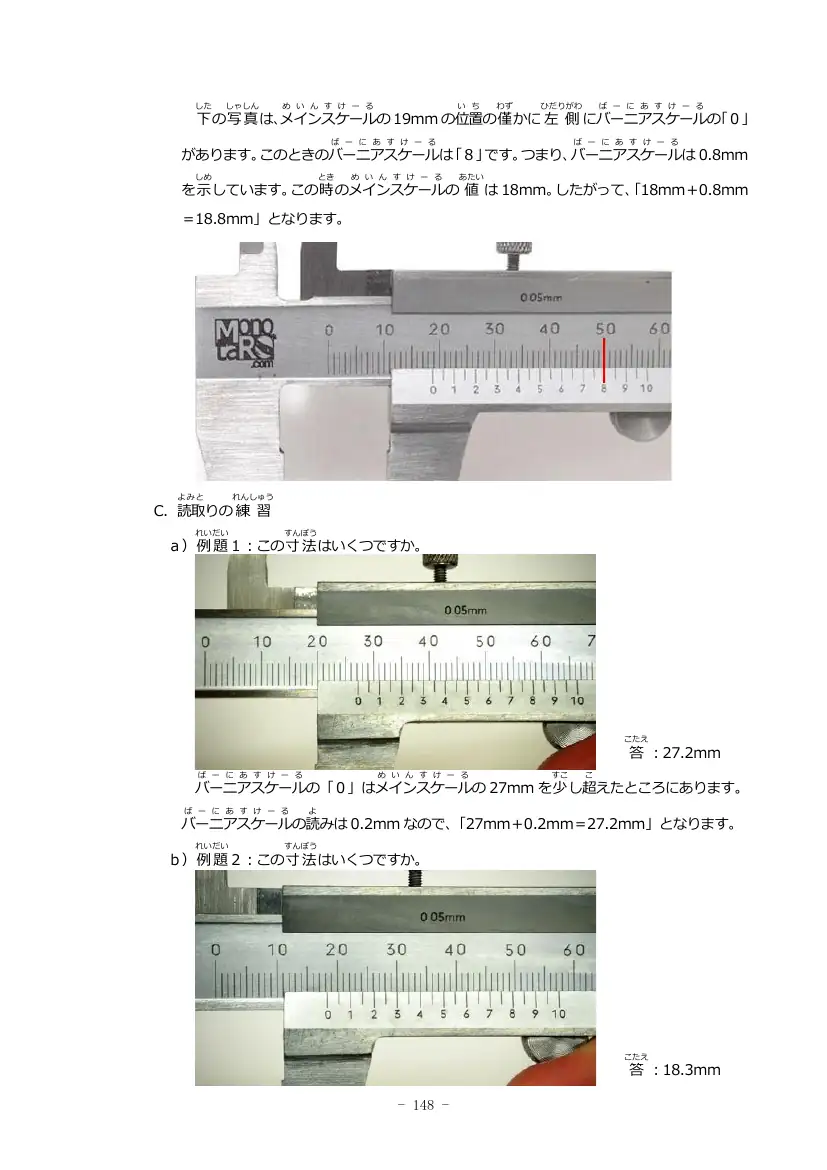 下の写真は、メインスケールの19mmの位置の僅かに左側にバーニアスケールの「0」
があります。このときのバーニアスケールは「８」です。つまり、バーニアスケールは0.8mm
を示しています。この時のメインスケールの値は18mm。したがって、「18mm＋0.8mm
＝18.8mm」となります。
0.05mm
MonotaRO.com
0 10 20 30 40 50 60
0 1 2 3 4 5 6 7 8 9 10
C. 読取りの練習
a）例題１：この寸法はいくつですか。
0.05mm
0 10 20 30 40 50 60 7
0 1 2 3 4 5 6 7 8 9 10
答：27.2mm
バーニアスケールの「0」はメインスケールの27mmを少し超えたところにあります。
バーニアスケールの読みは0.2mmなので、「27mm＋0.2mm＝27.2mm」となります。
b）例題２：この寸法はいくつですか。
0.05mm
0 10 20 30 40 50 60
0 1 2 3 4 5 6 7 8 9 10
答：18.3mm
- 148 -